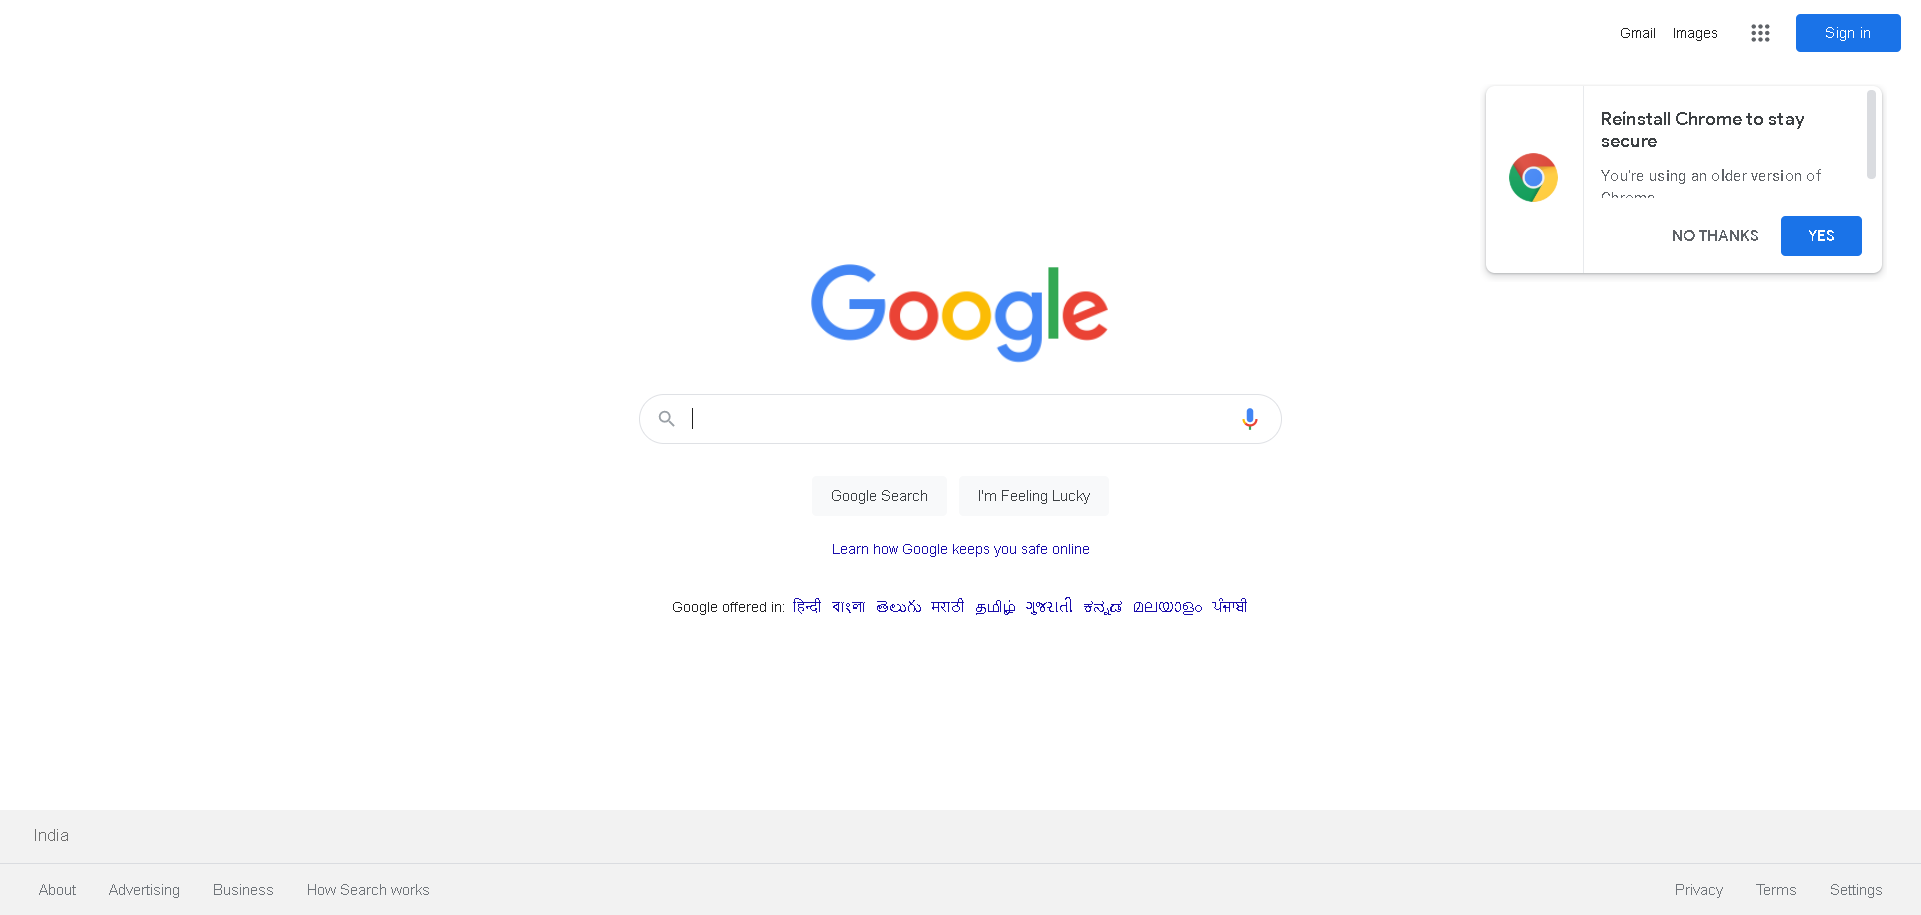 Gmail Images Sign in
Reinstall Chrome to stay
secure
You're using an older version of
Chrome
NO THANKS YES
Google
Google Search I'm Feeling Lucky
Learn how Google keeps you safe online
Google offered in: हिन्दी বাংলা తెలుగు मराठी தமிழ் ગુજરાતી ಕನ್ನಡ മലയാളം ਪੰਜਾਬੀ
India
About Advertising Business How Search works Privacy Terms Settings